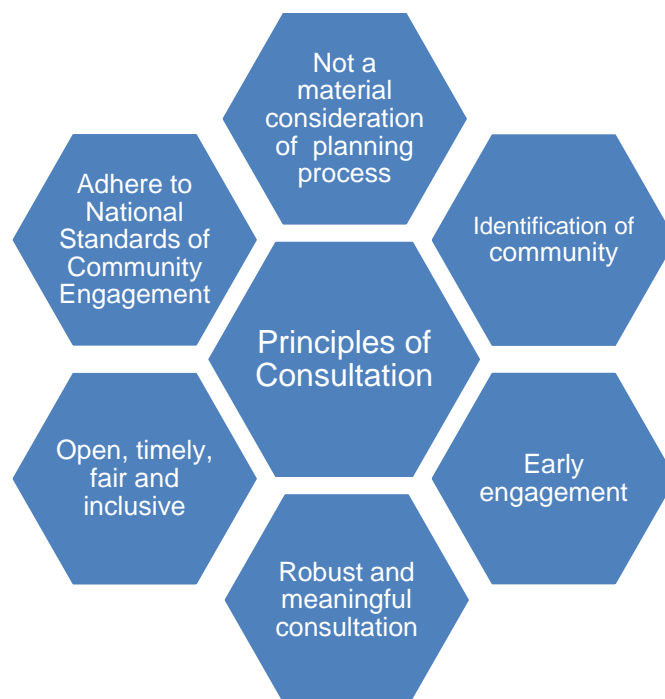 Not a
material
consideration
of planning
process
Adhere to
National
Standards of
Community
Engagement
Identification of
community
Principles of
Consultation
Open, timely,
fair and
inclusive
Early
engagement
Robust and
meaningful
consultation